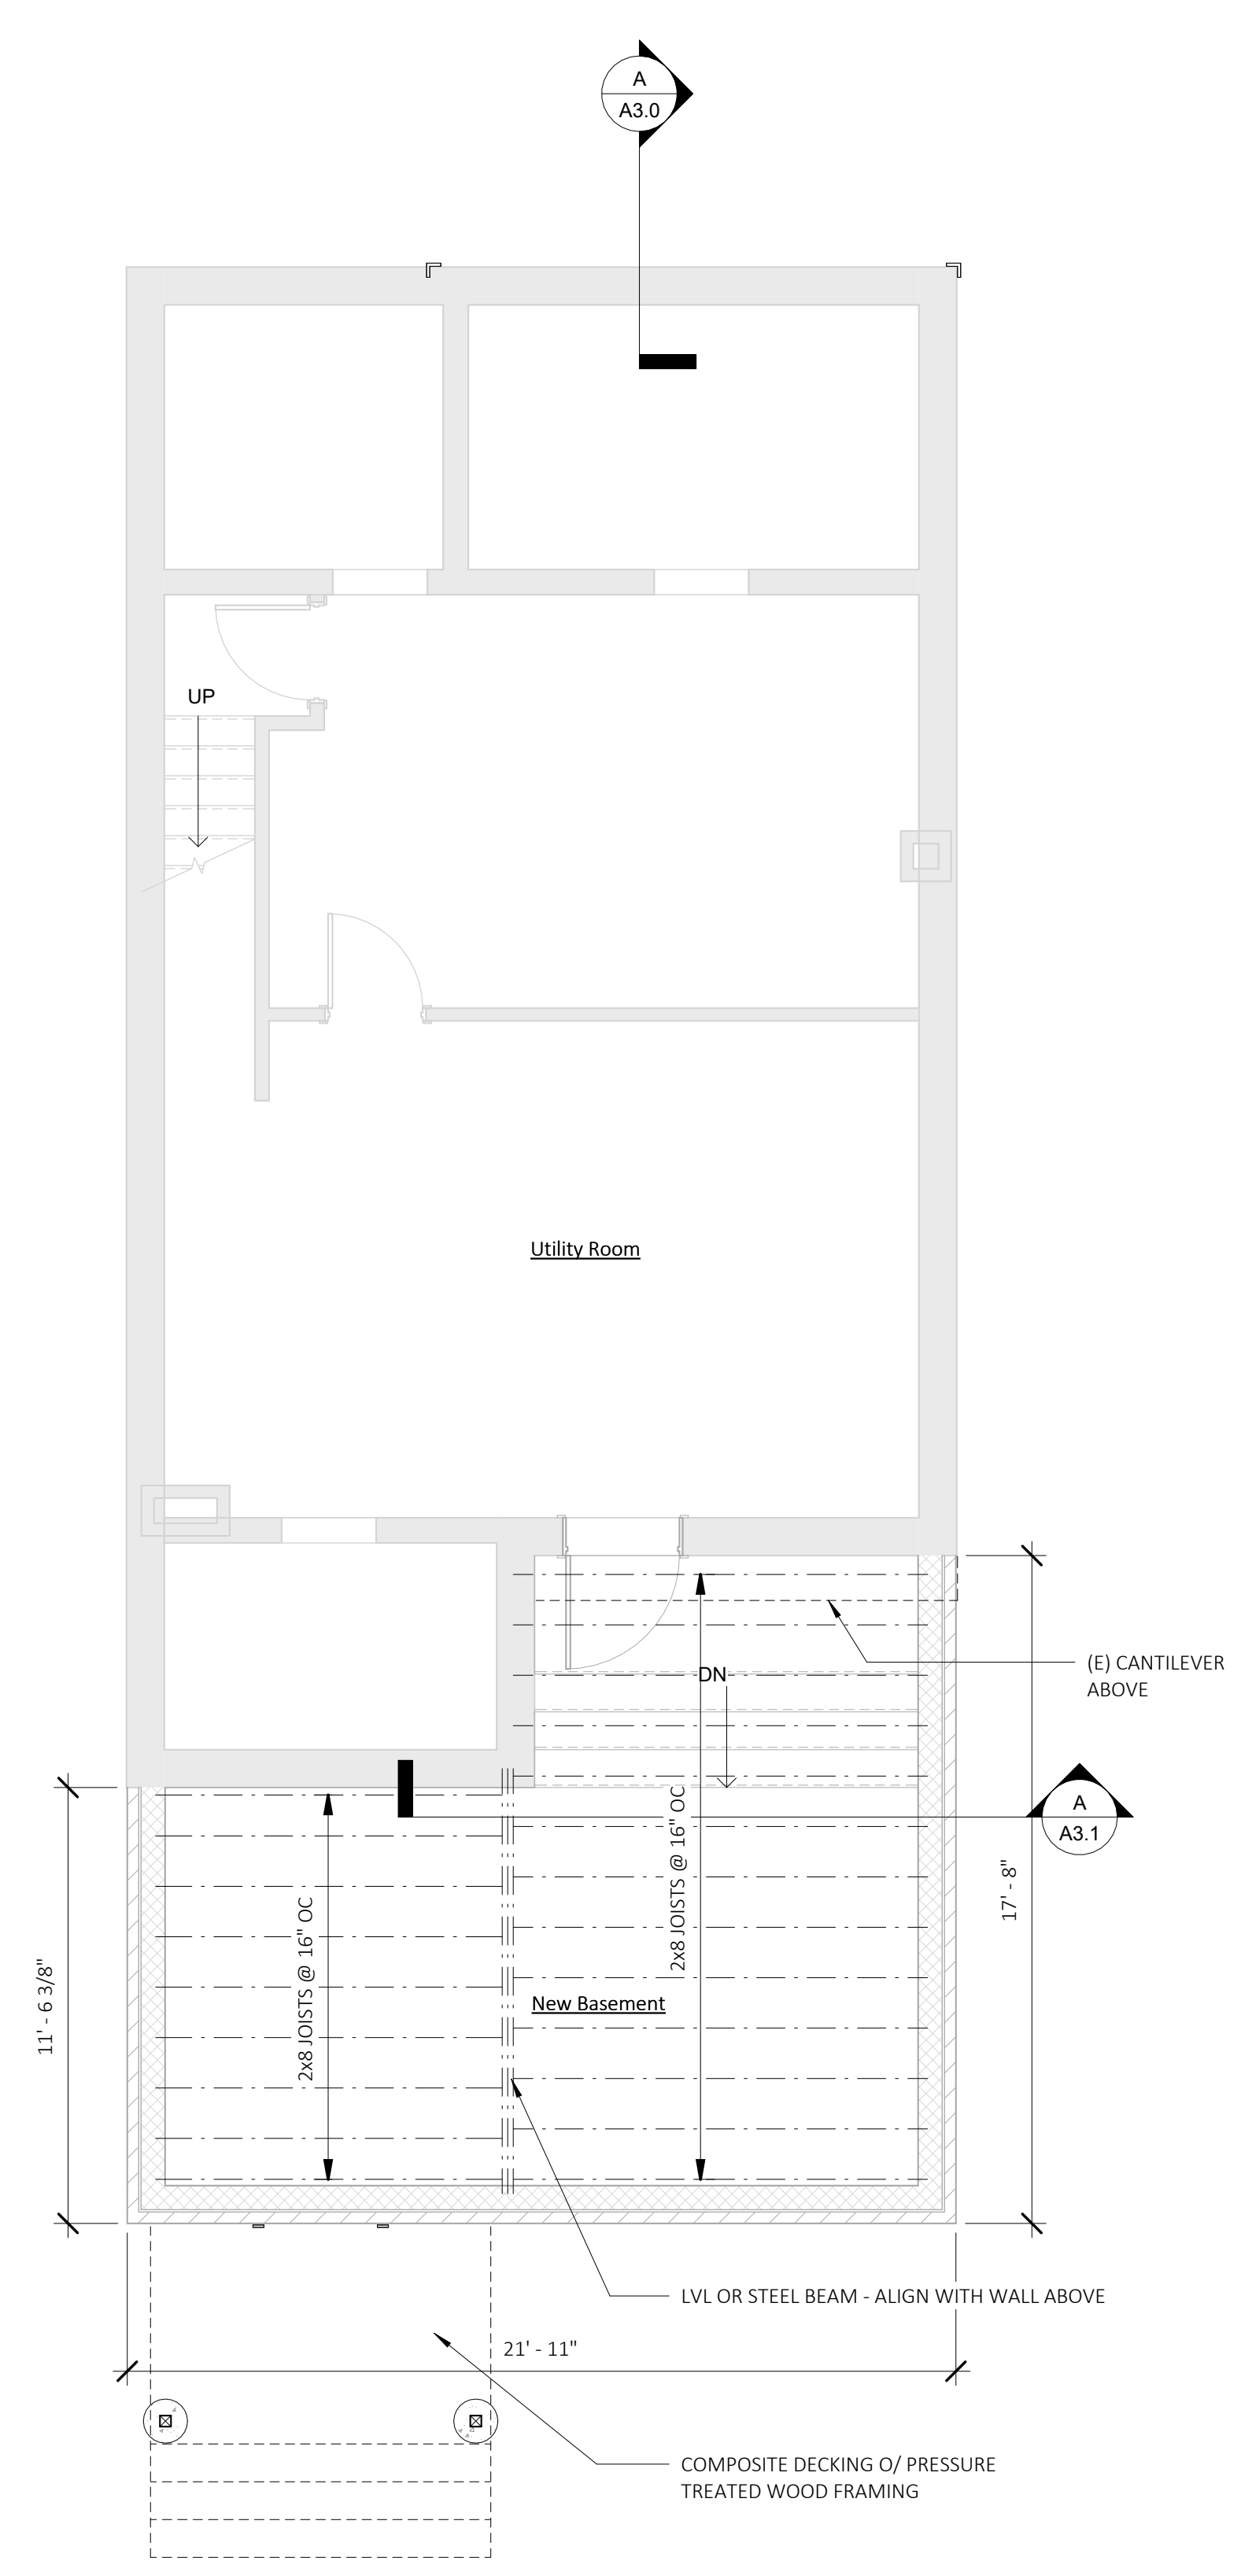 A
A3.0
UP
Utility Room
(E) CANTILEVER
ABOVE
DN
A
A3.1
2x8 JOISTS @ 16" OC
2x8 JOISTS @ 16" OC
17' - 8"
11' - 6 3/8"
New Basement
LVL OR STEEL BEAM - ALIGN WITH WALL ABOVE
21' - 11"
COMPOSITE DECKING O/ PRESSURE
TREATED WOOD FRAMING